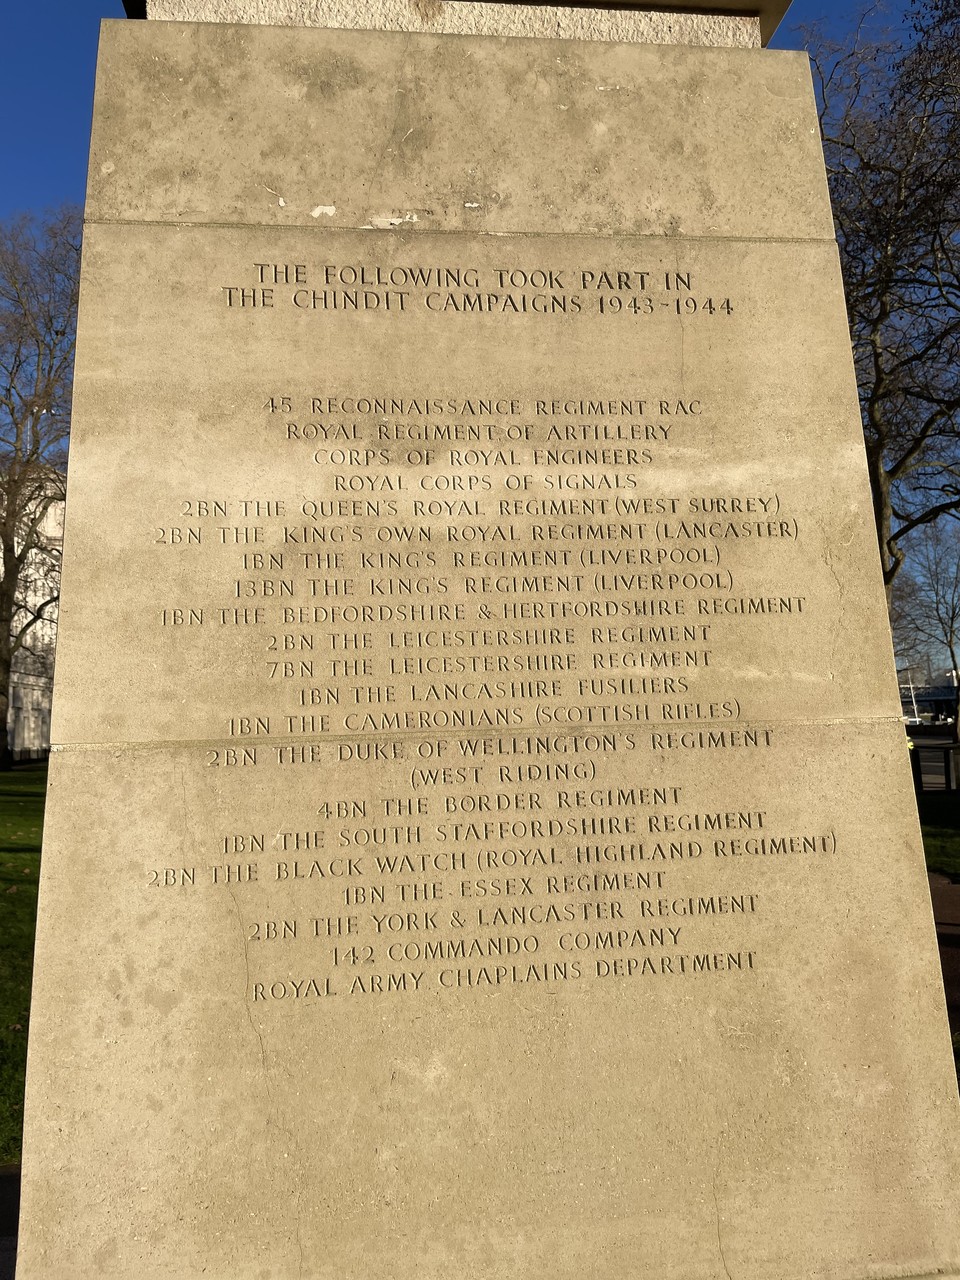 THE FOLLOWING TOOK PART IN
THE CHINDIT CAMPAIGNS 1943-1944
45 RECONNAISSANCE REGIMENT RAC
ROYAL REGIMENT OF ARTILLERY
CORPS OF ROYAL ENGINEERS
ROYAL CORPS OF SIGNALS
2BN THE QUEEN'S ROYAL REGIMENT (WEST SURREY)
2BN THE KING'S OWN ROYAL REGIMENT (LANCASTER)
1BN THE KING'S REGIMENT (LIVERPOOL)
13BN THE KING'S REGIMENT (LIVERPOOL)
1BN THE BEDFORDSHIRE & HERTFORDSHIRE REGIMENT
2BN THE LEICESTERSHIRE REGIMENT
7BN THE LEICESTERSHIRE REGIMENT
1BN THE LANCASHIRE FUSILIERS
1BN THE CAMERONIANS (SCOTTISH RIFLES)
2BN THE DUKE OF WELLINGTON'S REGIMENT
(WEST RIDING)
4BN THE BORDER REGIMENT
1BN THE SOUTH STAFFORDSHIRE REGIMENT
2BN THE BLACK WATCH (ROYAL HIGHLAND REGIMENT)
1BN THE ESSEX REGIMENT
2BN THE YORK & LANCASTER REGIMENT
142 COMMANDO COMPANY
ROYAL ARMY CHAPLAINS DEPARTMENT